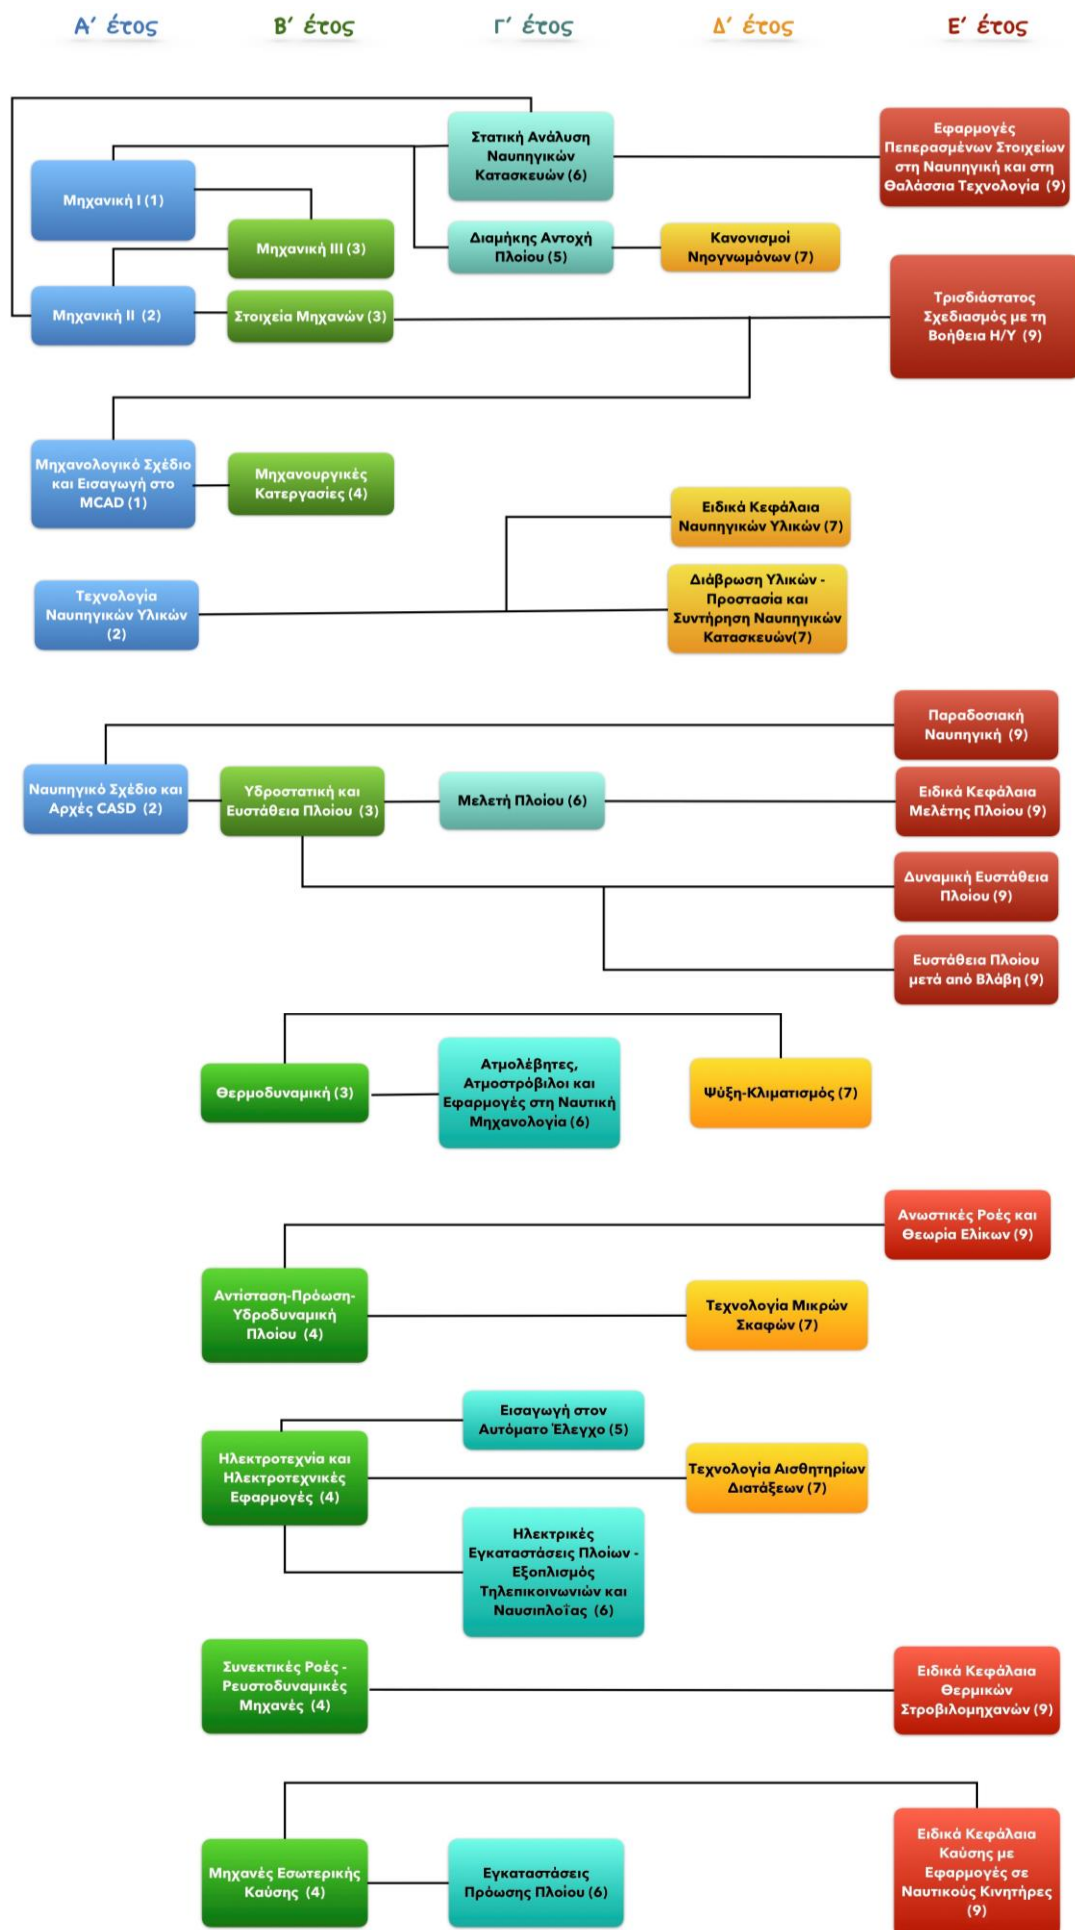 Α' έτος
Β' έτος
Γ' έτος
Δ' έτος
Ε' έτος
Στατική Ανάλυση
Ναυπηγικών
Κατασκευών (6)
Εφαρμογές
Πεπερασμένων Στοιχείων
στη Ναυπηγική και στη
Θαλάσσια Τεχνολογία (9)
Μηχανική Ι (1)
Μηχανική ΙΙΙ (3)
Διαμήκης Αντοχή
Πλοίου (5)
Κανονισμοί
Νηογνωμόνων (7)
Μηχανική ΙΙ (2)
Στοιχεία Μηχανών (3)
Τρισδιάστατος
Σχεδιασμός με τη
Βοήθεια Η/Υ (9)
Μηχανολογικό Σχέδιο
και Εισαγωγή στο
MCAD (1)
Μηχανουργικές
Κατεργασίες (4)
Ειδικά Κεφάλαια
Ναυπηγικών Υλικών (7)
Τεχνολογία
Ναυπηγικών Υλικών
(2)
Διάβρωση Υλικών -
Προστασία και
Συντήρηση Ναυπηγικών
Κατασκευών(7)
Παραδοσιακή
Ναυπηγική (9)
Ναυπηγικό Σχέδιο και
Αρχές CASD (2)
Υδροστατική και
Ευστάθεια Πλοίου (3)
Μελετή Πλοίου (6)
Ειδικά Κεφάλαια
Μελέτης Πλοίου (9)
Δυναμική Ευστάθεια
Πλοίου (9)
Ευστάθεια Πλοίου
μετά από Βλάβη (9)
Θερμοδυναμική (3)
Ατμολέβητες,
Ατμοστρόβιλοι και
Εφαρμογές στη Ναυτική
Μηχανολογία (6)
Ψύξη-Κλιματισμός (7)
Ανωστικές Ροές και
Θεωρία Ελίκων (9)
Αντίσταση-Πρόωση-
Υδροδυναμική
Πλοίου (4)
Τεχνολογία Μικρών
Σκαφών (7)
Εισαγωγή στον
Αυτόματο Έλεγχο (5)
Ηλεκτροτεχνία και
Ηλεκτροτεχνικές
Εφαρμογές (4)
Τεχνολογία Αισθητηρίων
Διατάξεων (7)
Ηλεκτρικές
Εγκαταστάσεις Πλοίων -
Εξοπλισμός
Τηλεπικοινωνιών και
Ναυσιπλοΐας (6)
Συνεκτικές Ροές -
Ρευστοδυναμικές
Μηχανές (4)
Ειδικά Κεφάλαια
Θερμικών
Στροβιλομηχανών (9)
Μηχανές Εσωτερικής
Καύσης (4)
Εγκαταστάσεις
Πρόωσης Πλοίου (6)
Ειδικά Κεφάλαια
Καύσης με
Εφαρμογές σε
Ναυτικούς Κινητήρες
(9)